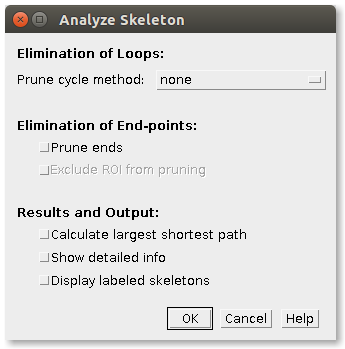 Analyze Skeleton
Elimination of Loops:
Prune cycle method: none
Elimination of End-points:
Prune ends
Exclude ROI from pruning
Results and Output:
Calculate largest shortest path
Show detailed info
Display labeled skeletons
OK Cancel Help